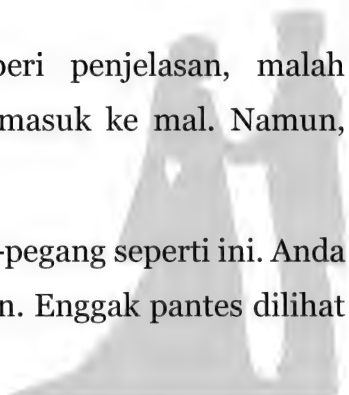 beri penjelasan, malah
masuk ke mal. Namun,
-pegang seperti ini. Anda
n. Enggak pantes dilihat